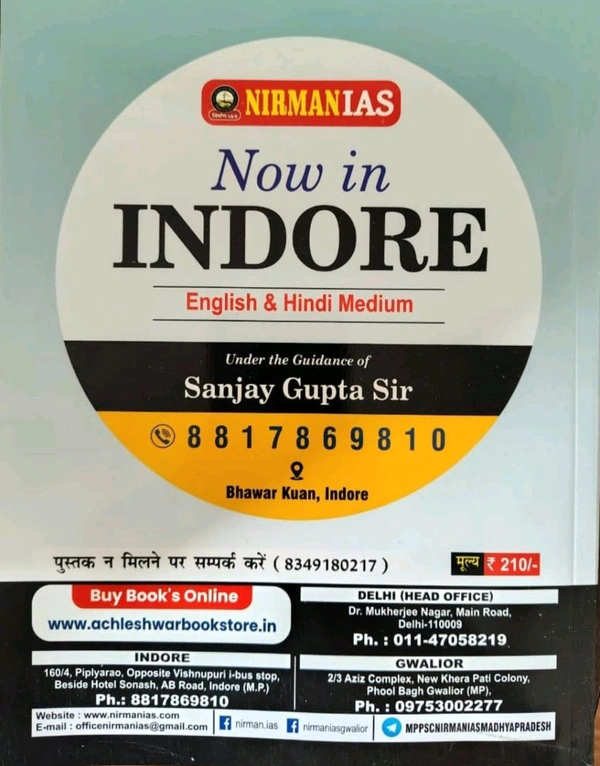 निर्माण IAS
NIRMAN IAS
Now in
INDORE
English & Hindi Medium
Under the Guidance of
Sanjay Gupta Sir
8817869810
Bhawar Kuan, Indore
पुस्तक न मिलने पर सम्पर्क करें (8349180217)
मूल्य ₹ 210/-
Buy Book's Online
www.achleshwarbookstore.in
DELHI (HEAD OFFICE)
Dr. Mukherjee Nagar, Main Road,
Delhi-110009
Ph. : 011-47058219
INDORE
160/4, Piplyarao, Opposite Vishnupuri i-bus stop,
Beside Hotel Sonash, AB Road, Indore (M.P.)
Ph.: 8817869810
GWALIOR
2/3 Aziz Complex, New Khera Pati Colony,
Phool Bagh Gwalior (MP),
Ph. : 09753002277
Website : www.nirmanias.com
E-mail : officenirmanias@gmail.com
nirman.ias
nirmaniasgwalior
MPPSCNIRMANIASMADHYAPRADESH